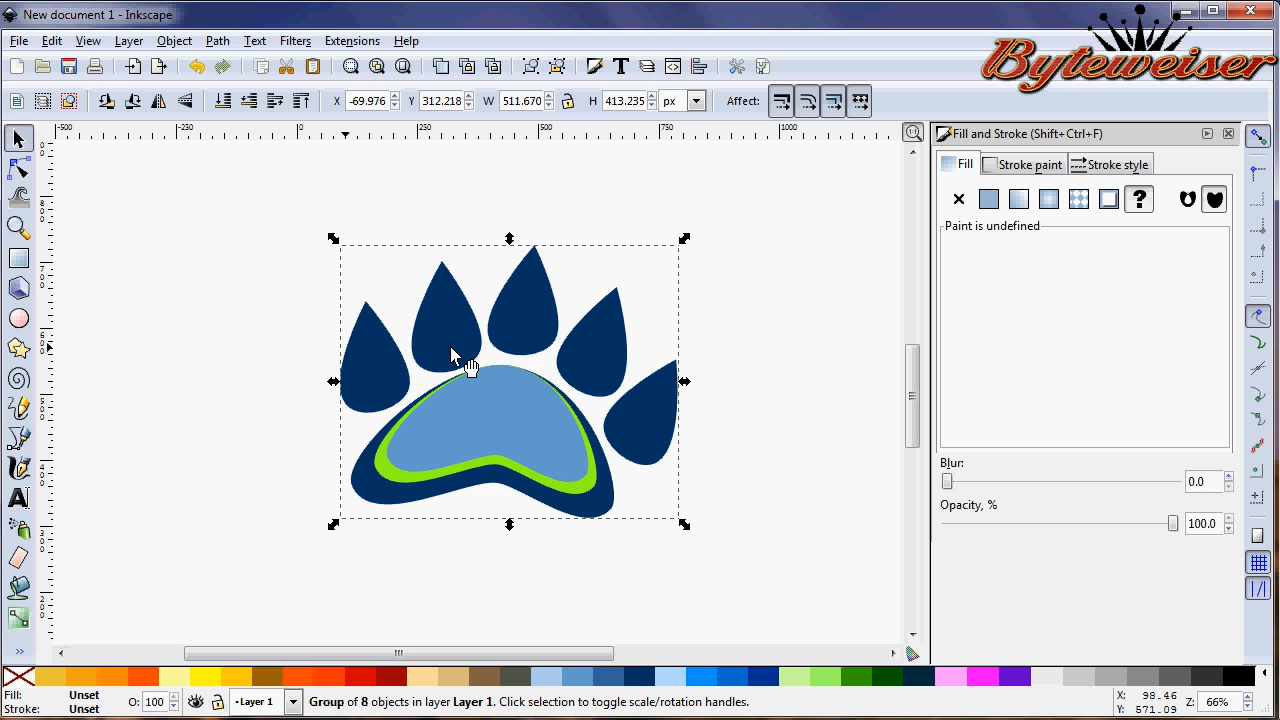 New document 1 - Inkscape
Byteweiser
File Edit View Layer Object Path Text Filters Extensions Help
X -69.976 Y 312.218 W 511.670 H 413.235 px Affect:
-500 -250 0 250 500 750 1000
Fill and Stroke (Shift+Ctrl+F)
Fill Stroke paint Stroke style
?
Paint is undefined
Blur:
0.0
Opacity, %
100.0
A
Fill: Unset
Stroke: Unset
O: 100
Layer 1
Group of 8 objects in layer Layer 1. Click selection to toggle scale/rotation handles.
X: 98.46
Y: 571.09
Z: 66%